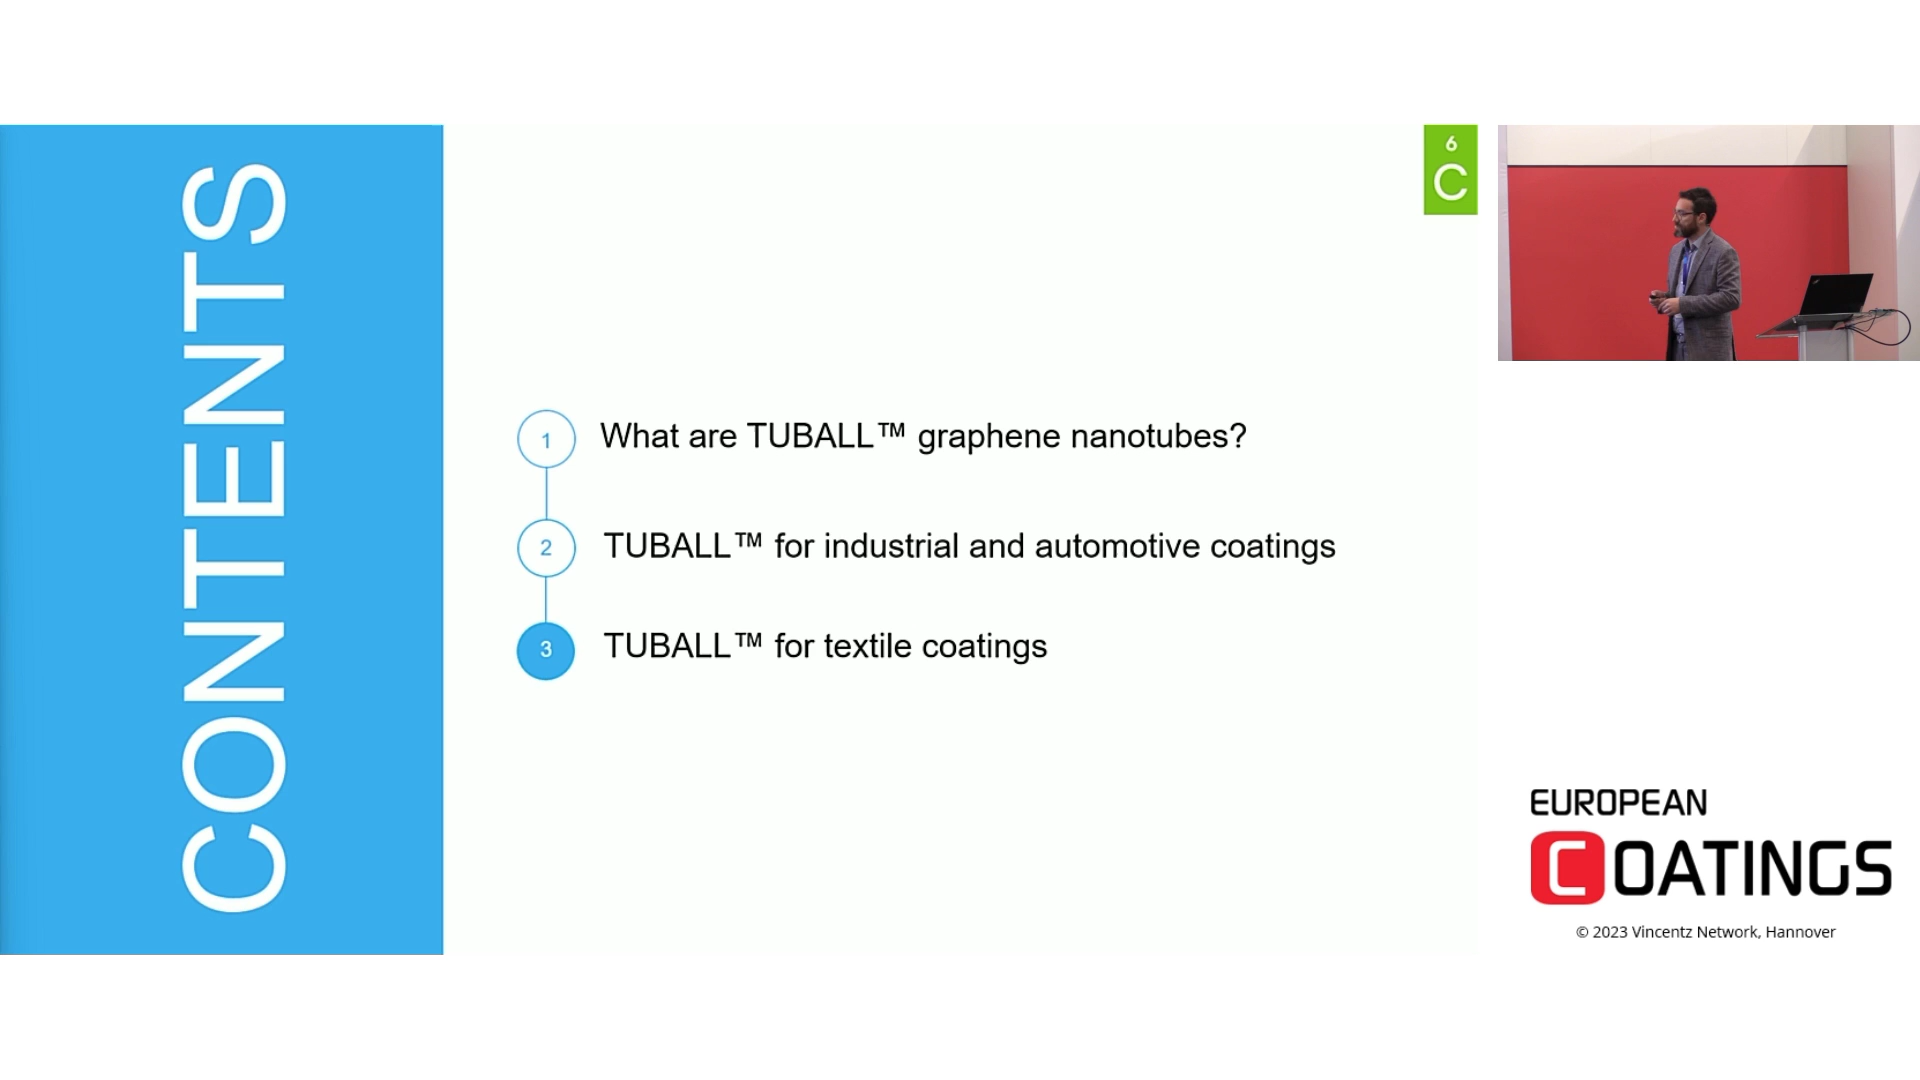 CONTENTS
6
C
1 What are TUBALL™ graphene nanotubes?
2 TUBALL™ for industrial and automotive coatings
3 TUBALL™ for textile coatings
EUROPEAN
COATINGS
© 2023 Vincentz Network, Hannover